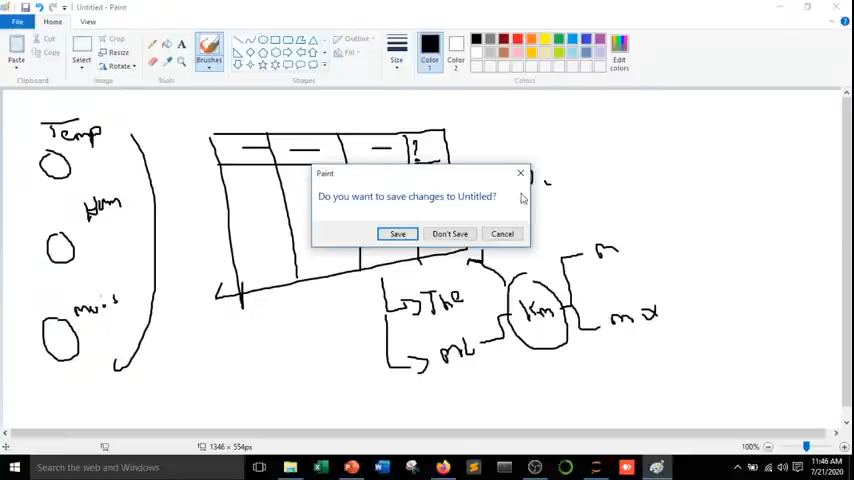 Untitled - Paint
File
Home
View
Paste
Cut
Copy
Clipboard
Select
Crop
Resize
Rotate
Image
Tools
Brushes
Shapes
Outline
Fill
Size
Color 1
Color 2
Edit colors
Colors
Temp
Hum
mois
?
Paint
Do you want to save changes to Untitled?
Save
Don't Save
Cancel
The
ML
Km
m
1346 × 554px
100%
Search the web and Windows
11:46 AM
7/21/2020